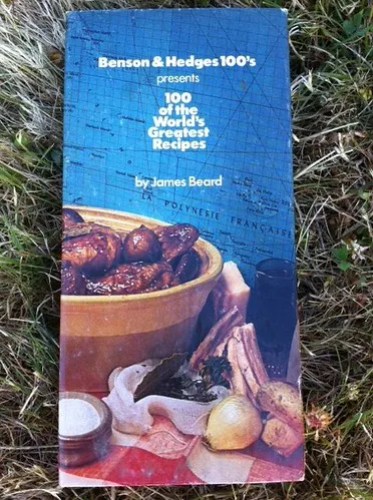 Benson & Hedges 100's
presents
100
of the
World's
Greatest
Recipes
by James Beard
LA POLYNESIE FRANCAISE